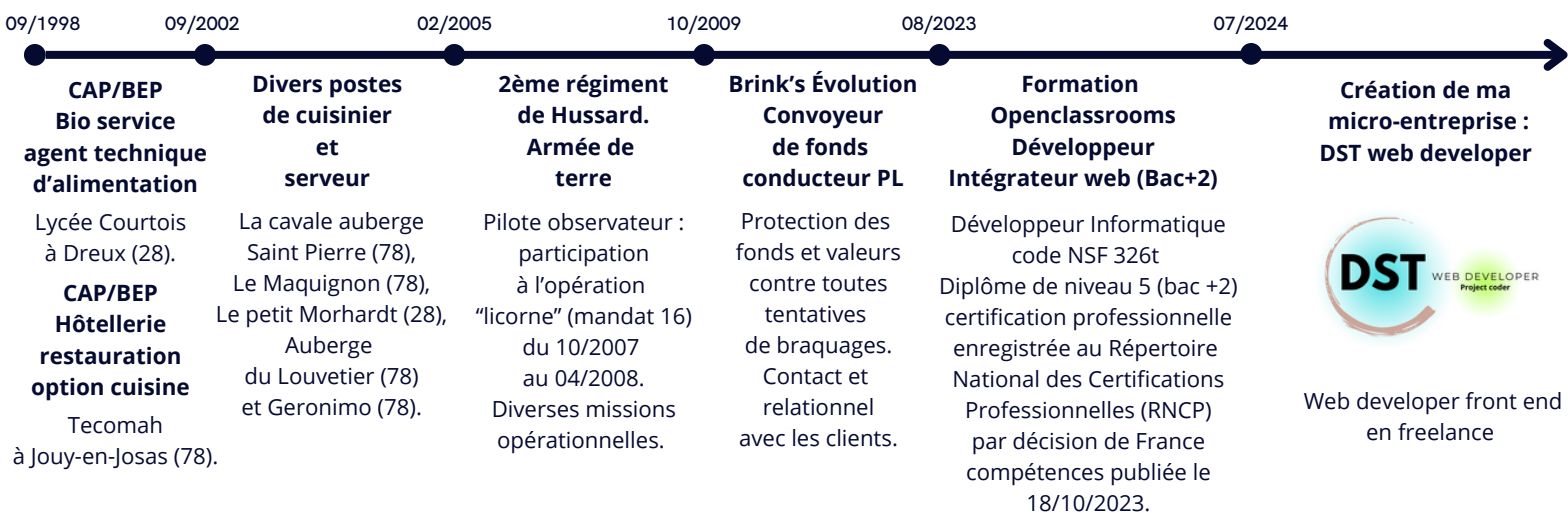 09/1998
09/2002
02/2005
10/2009
08/2023
07/2024
CAP/BEP
Bio service
agent technique
d’alimentation
Lycée Courtois
à Dreux (28).
CAP/BEP
Hôtellerie
restauration
option cuisine
Tecomah
à Jouy-en-Josas (78).
Divers postes
de cuisinier
et
serveur
La cavale auberge
Saint Pierre (78),
Le Maquignon (78),
Le petit Morhardt (28),
Auberge
du Louvetier (78)
et Geronimo (78).
2ème régiment
de Hussard.
Armée de
terre
Pilote observateur :
participation
à l’opération
“licorne” (mandat 16)
du 10/2007
au 04/2008.
Diverses missions
opérationnelles.
Brink’s Évolution
Convoyeur
de fonds
conducteur PL
Protection des
fonds et valeurs
contre toutes
tentatives
de braquages.
Contact et
relationnel
avec les clients.
Formation
Openclassrooms
Développeur
Intégrateur web (Bac+2)
Développeur Informatique
code NSF 326t
Diplôme de niveau 5 (bac +2)
certification professionnelle
enregistrée au Répertoire
National des Certifications
Professionnelles (RNCP)
par décision de France
compétences publiée le
18/10/2023.
Création de ma
micro-entreprise :
DST web developer
DST
WEB DEVELOPER
Project coder
Web developer front end
en freelance